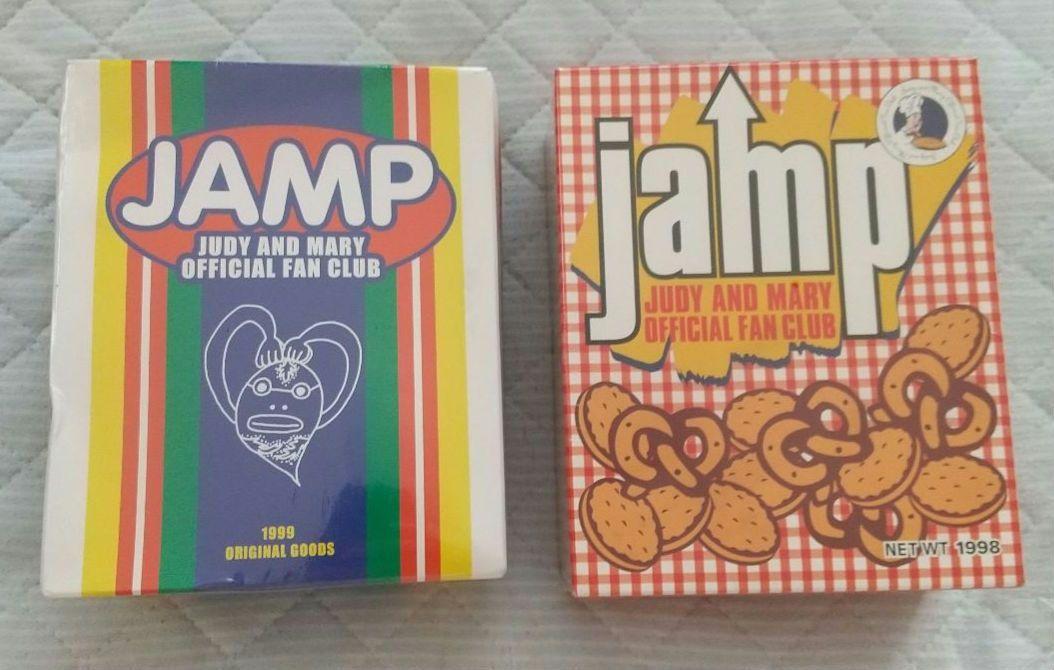 JAMP
JUDY AND MARY
OFFICIAL FAN CLUB
1999
ORIGINAL GOODS
jamp
JUDY AND MARY
OFFICIAL FAN CLUB
NET WT 1998